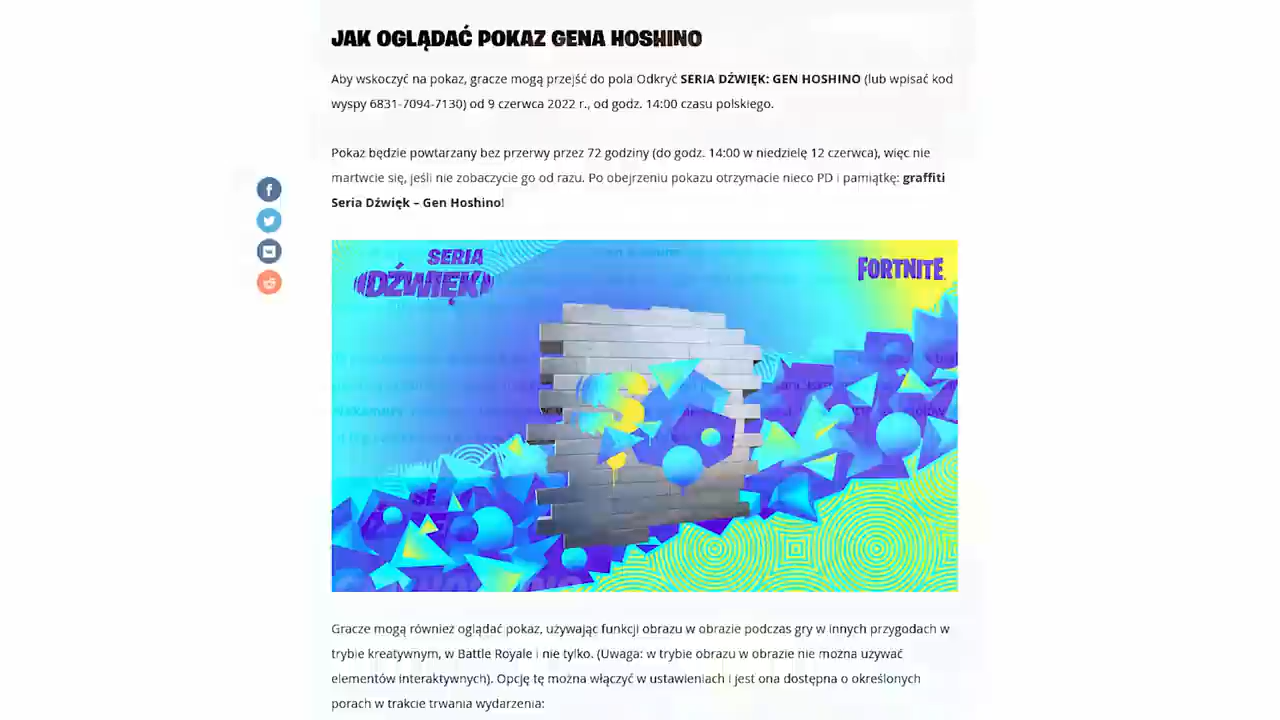 JAK OGLĄDAĆ POKAZ GENA HOSHINO
Aby wskoczyć na pokaz, gracze mogą przejść do pola Odkryć SERIA DŹWIĘK: GEN HOSHINO (lub wpisać kod
wyspy 6831-7094-7130) od 9 czerwca 2022 r., od godz. 14:00 czasu polskiego.
Pokaz będzie powtarzany bez przerwy przez 72 godziny (do godz. 14:00 w niedzielę 12 czerwca), więc nie
martwcie się, jeśli nie zobaczycie go od razu. Po obejrzeniu pokazu otrzymacie nieco PD i pamiątkę: graffiti
Seria Dźwięk – Gen Hoshino!
SERIA
DŹWIĘK
FORTNITE
Gracze mogą również oglądać pokaz, używając funkcji obrazu w obrazie podczas gry w innych przygodach w
trybie kreatywnym, w Battle Royale i nie tylko. (Uwaga: w trybie obrazu w obrazie nie można używać
elementów interaktywnych). Opcję tę można włączyć w ustawieniach i jest ona dostępna o określonych
porach w trakcie trwania wydarzenia: